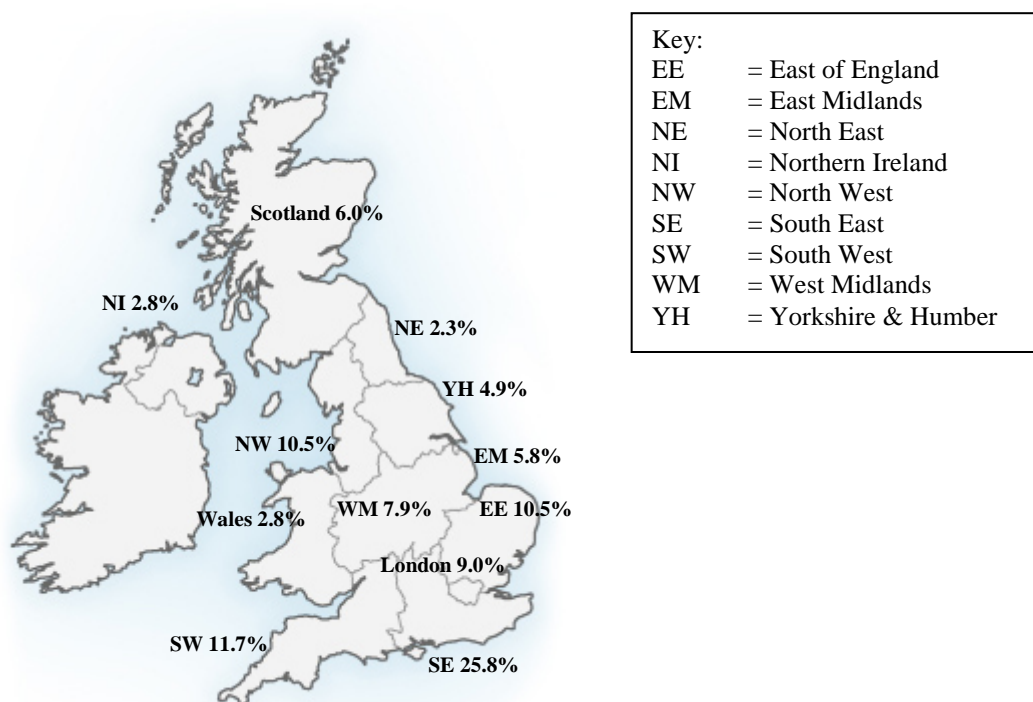 Scotland 6.0%
NI 2.8%
NE 2.3%
YH 4.9%
NW 10.5%
EM 5.8%
WM 7.9%
EE 10.5%
Wales 2.8%
London 9.0%
SW 11.7%
SE 25.8%
Key:
EE = East of England
EM = East Midlands
NE = North East
NI = Northern Ireland
NW = North West
SE = South East
SW = South West
WM = West Midlands
YH = Yorkshire & Humber